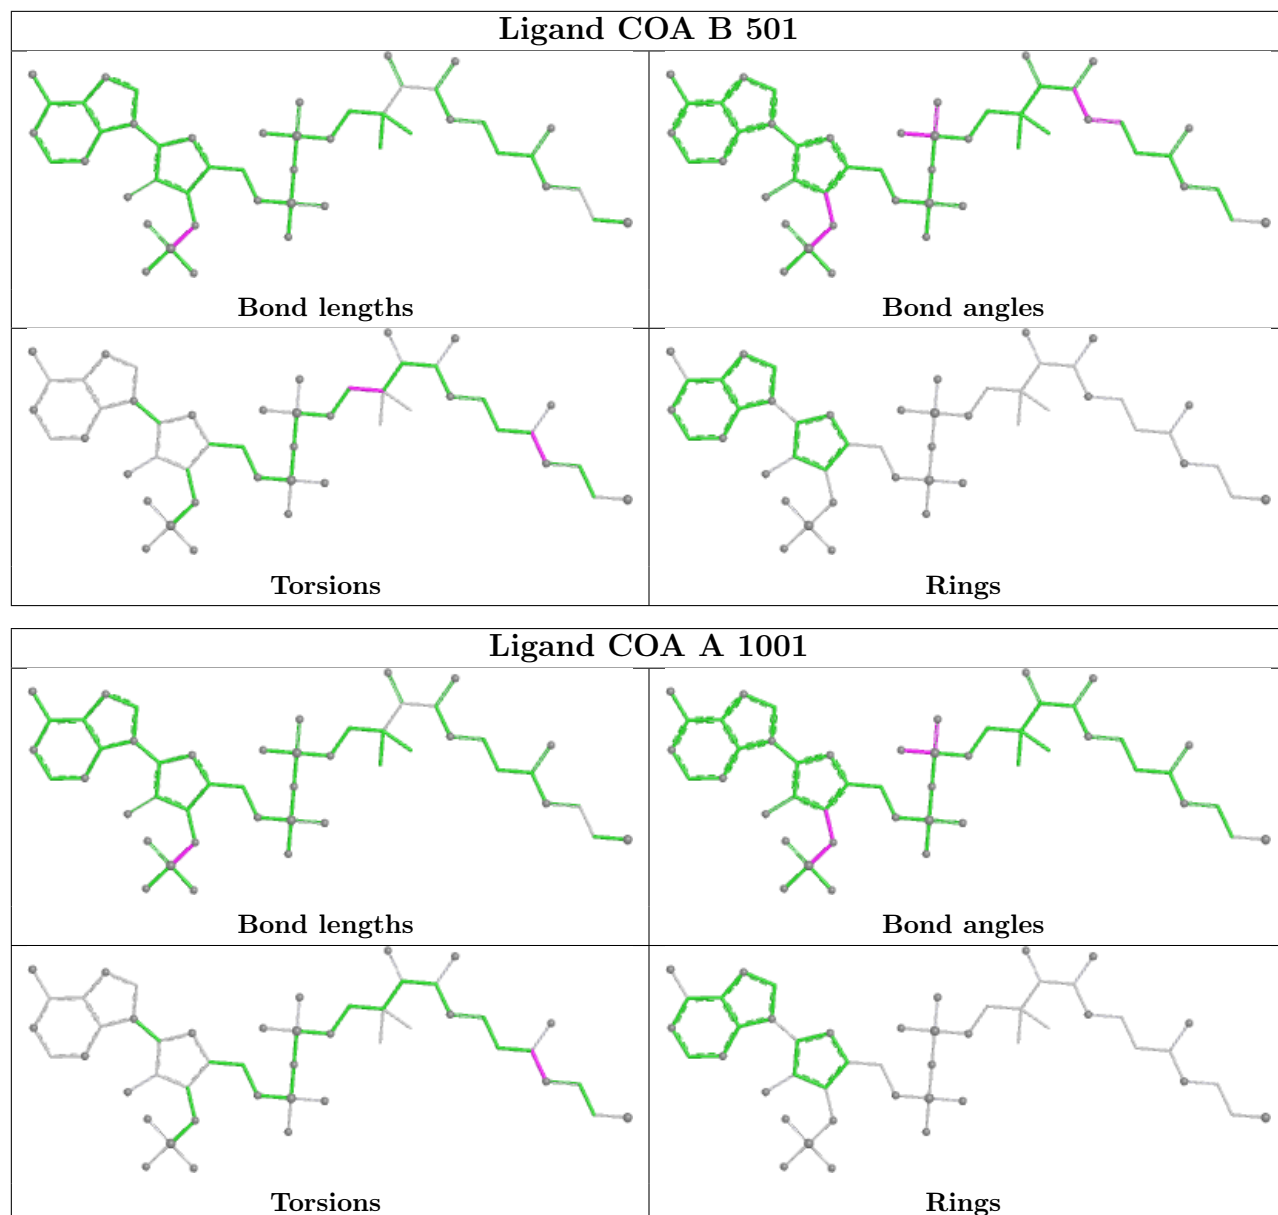 Ligand COA B 501
Bond lengths
Bond angles
Torsions
Rings
Ligand COA A 1001
Bond lengths
Bond angles
Torsions
Rings